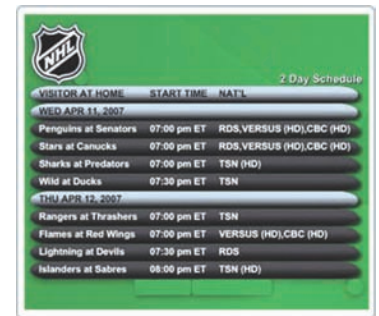 NHL
2 Day Schedule
VISITOR AT HOME START TIME NAT'L
WED APR 11, 2007
Penguins at Senators 07:00 pm ET RDS,VERSUS (HD),CBC (HD)
Stars at Canucks 07:00 pm ET RDS,VERSUS (HD),CBC (HD)
Sharks at Predators 07:00 pm ET TSN (HD)
Wild at Ducks 07:30 pm ET TSN
THU APR 12, 2007
Rangers at Thrashers 07:00 pm ET TSN
Flames at Red Wings 07:00 pm ET VERSUS (HD),CBC (HD)
Lightning at Devils 07:30 pm ET RDS
Islanders at Sabres 08:00 pm ET TSN (HD)